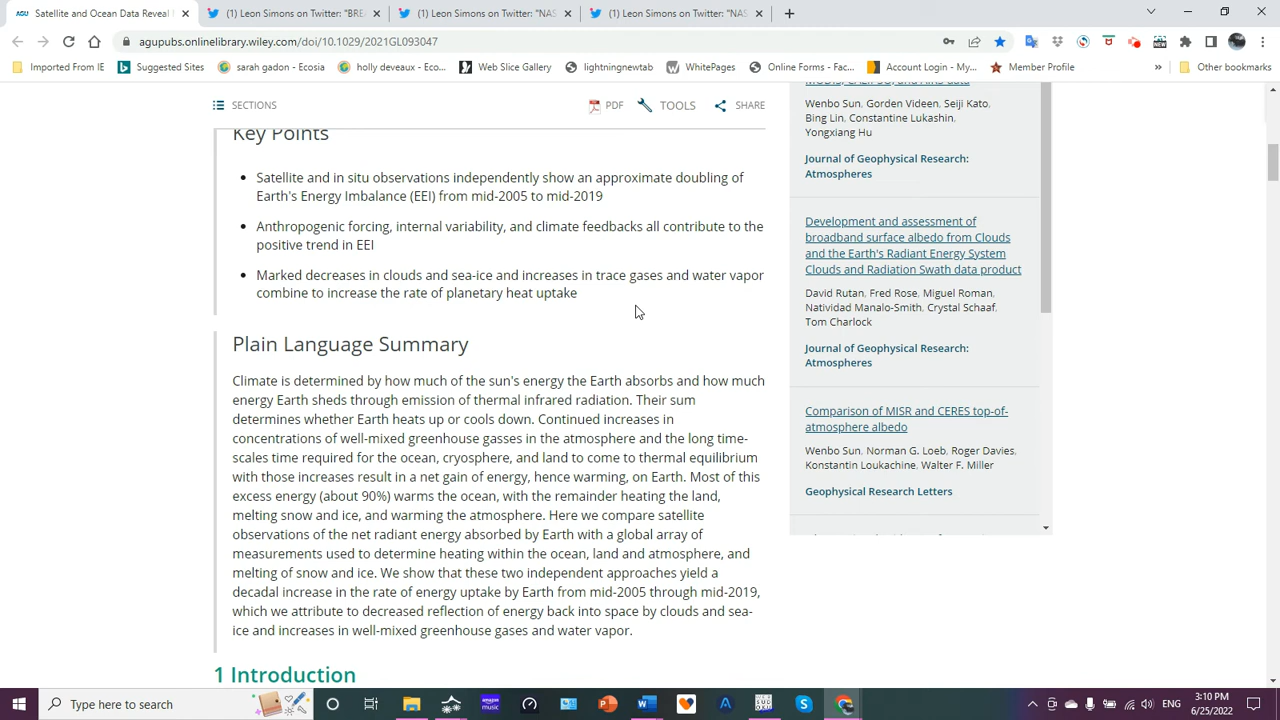 Satellite and Ocean Data Reveal
(1) Leon Simons on Twitter: "BRE
(1) Leon Simons on Twitter: "NAS
(1) Leon Simons on Twitter: "NAS
agupubs.onlinelibrary.wiley.com/doi/10.1029/2021GL093047
Imported From IE
Suggested Sites
sarah gadon - Ecosia
holly deveaux - Eco...
Web Slice Gallery
lightningnewtab
WhitePages
Online Forms - Fac...
Account Login - My...
Member Profile
»
Other bookmarks
SECTIONS
PDF
TOOLS
SHARE
Key Points
• Satellite and in situ observations independently show an approximate doubling of
Earth's Energy Imbalance (EEI) from mid-2005 to mid-2019
• Anthropogenic forcing, internal variability, and climate feedbacks all contribute to the
positive trend in EEI
• Marked decreases in clouds and sea-ice and increases in trace gases and water vapor
combine to increase the rate of planetary heat uptake
Plain Language Summary
Climate is determined by how much of the sun's energy the Earth absorbs and how much
energy Earth sheds through emission of thermal infrared radiation. Their sum
determines whether Earth heats up or cools down. Continued increases in
concentrations of well-mixed greenhouse gasses in the atmosphere and the long time-
scales time required for the ocean, cryosphere, and land to come to thermal equilibrium
with those increases result in a net gain of energy, hence warming, on Earth. Most of this
excess energy (about 90%) warms the ocean, with the remainder heating the land,
melting snow and ice, and warming the atmosphere. Here we compare satellite
observations of the net radiant energy absorbed by Earth with a global array of
measurements used to determine heating within the ocean, land and atmosphere, and
melting of snow and ice. We show that these two independent approaches yield a
decadal increase in the rate of energy uptake by Earth from mid-2005 through mid-2019,
which we attribute to decreased reflection of energy back into space by clouds and sea-
ice and increases in well-mixed greenhouse gases and water vapor.
1 Introduction
MODIS, CALIPSO, and AIRS data
Wenbo Sun, Gorden Videen, Seiji Kato,
Bing Lin, Constantine Lukashin,
Yongxiang Hu
Journal of Geophysical Research:
Atmospheres
Development and assessment of
broadband surface albedo from Clouds
and the Earth's Radiant Energy System
Clouds and Radiation Swath data product
David Rutan, Fred Rose, Miguel Roman,
Natividad Manalo-Smith, Crystal Schaaf,
Tom Charlock
Journal of Geophysical Research:
Atmospheres
Comparison of MISR and CERES top-of-
atmosphere albedo
Wenbo Sun, Norman G. Loeb, Roger Davies,
Konstantin Loukachine, Walter F. Miller
Geophysical Research Letters
Type here to search
ENG
3:10 PM
6/25/2022